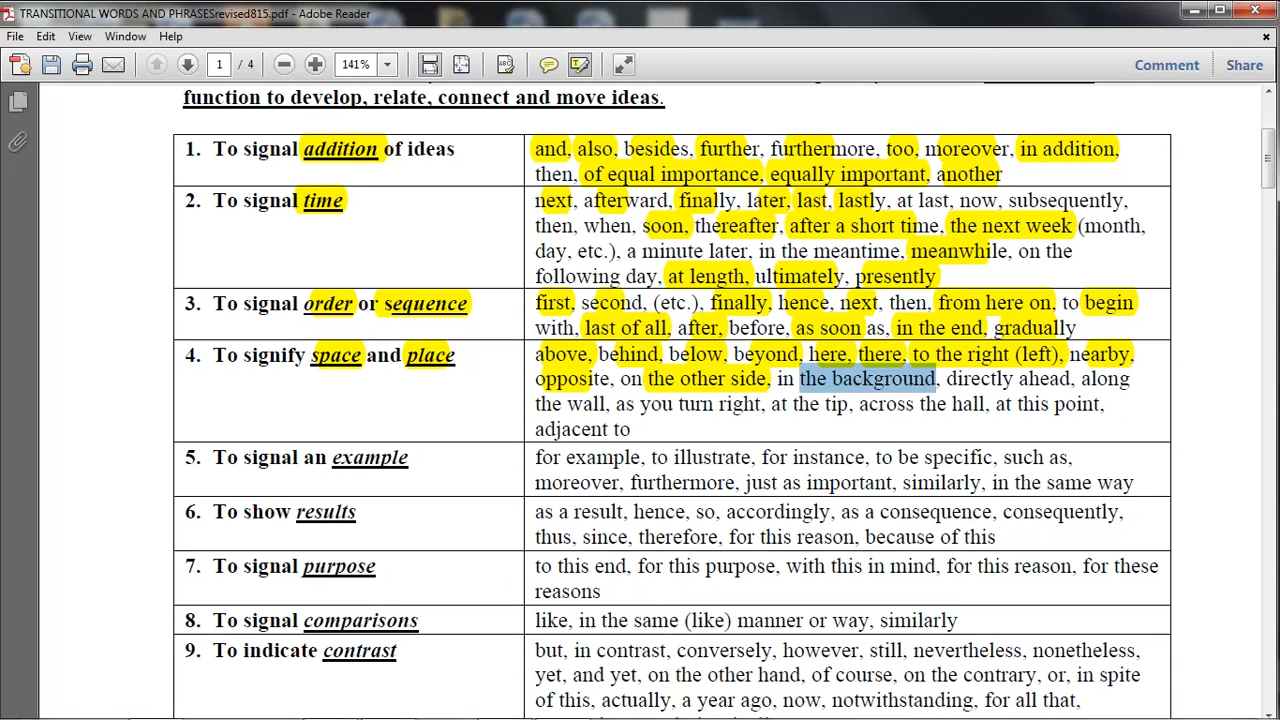 TRANSITIONAL WORDS AND PHRASESrevised815.pdf - Adobe Reader
File Edit View Window Help
1 / 4 141% Comment Share
function to develop, relate, connect and move ideas.
1. To signal addition of ideas
and, also, besides, further, furthermore, too, moreover, in addition,
then, of equal importance, equally important, another
2. To signal time
next, afterward, finally, later, last, lastly, at last, now, subsequently,
then, when, soon, thereafter, after a short time, the next week (month,
day, etc.), a minute later, in the meantime, meanwhile, on the
following day, at length, ultimately, presently
3. To signal order or sequence
first, second, (etc.), finally, hence, next, then, from here on, to begin
with, last of all, after, before, as soon as, in the end, gradually
4. To signify space and place
above, behind, below, beyond, here, there, to the right (left), nearby,
opposite, on the other side, in the background, directly ahead, along
the wall, as you turn right, at the tip, across the hall, at this point,
adjacent to
5. To signal an example
for example, to illustrate, for instance, to be specific, such as,
moreover, furthermore, just as important, similarly, in the same way
6. To show results
as a result, hence, so, accordingly, as a consequence, consequently,
thus, since, therefore, for this reason, because of this
7. To signal purpose
to this end, for this purpose, with this in mind, for this reason, for these
reasons
8. To signal comparisons
like, in the same (like) manner or way, similarly
9. To indicate contrast
but, in contrast, conversely, however, still, nevertheless, nonetheless,
yet, and yet, on the other hand, of course, on the contrary, or, in spite
of this, actually, a year ago, now, notwithstanding, for all that,